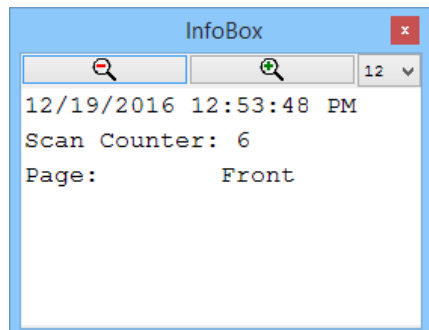 InfoBox
x
12
12/19/2016 12:53:48 PM
Scan Counter: 6
Page: Front